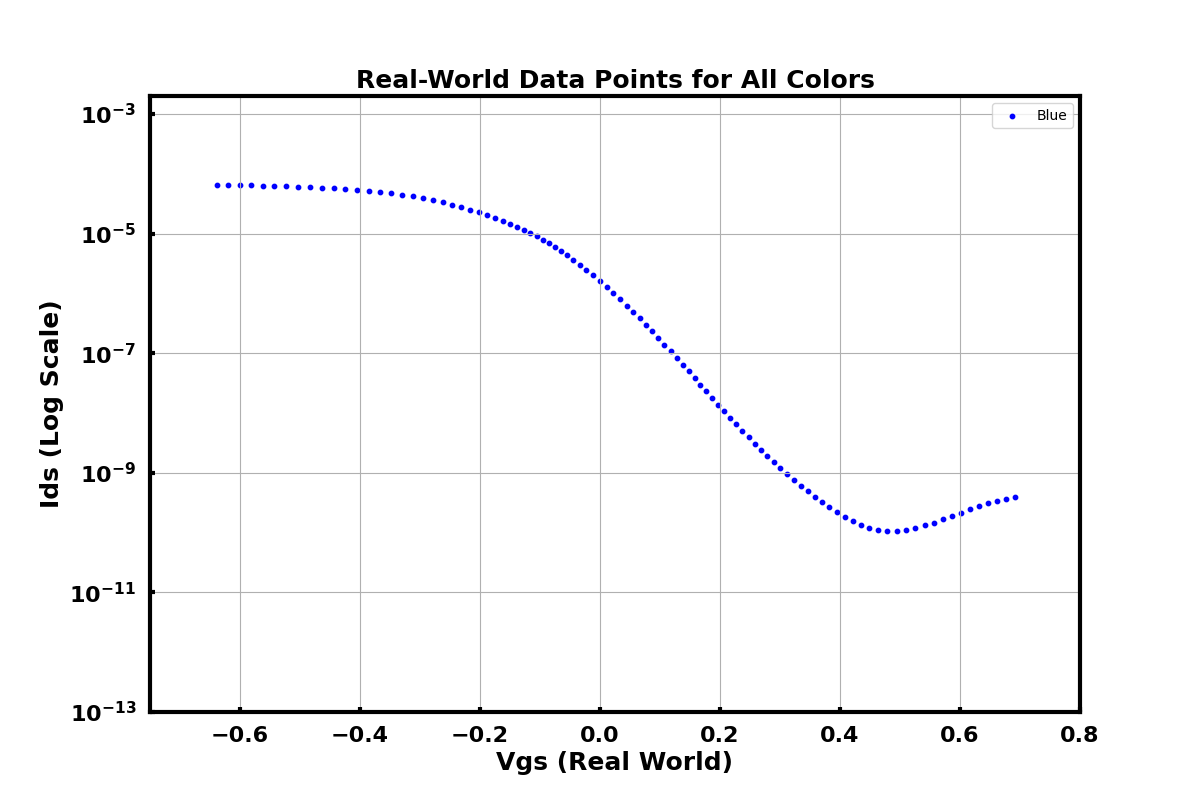 Real-World Data Points for All Colors
Blue
10⁻³
10⁻⁵
10⁻⁷
10⁻⁹
10⁻¹¹
10⁻¹³
Ids (Log Scale)
−0.6 −0.4 −0.2 0.0 0.2 0.4 0.6 0.8
Vgs (Real World)